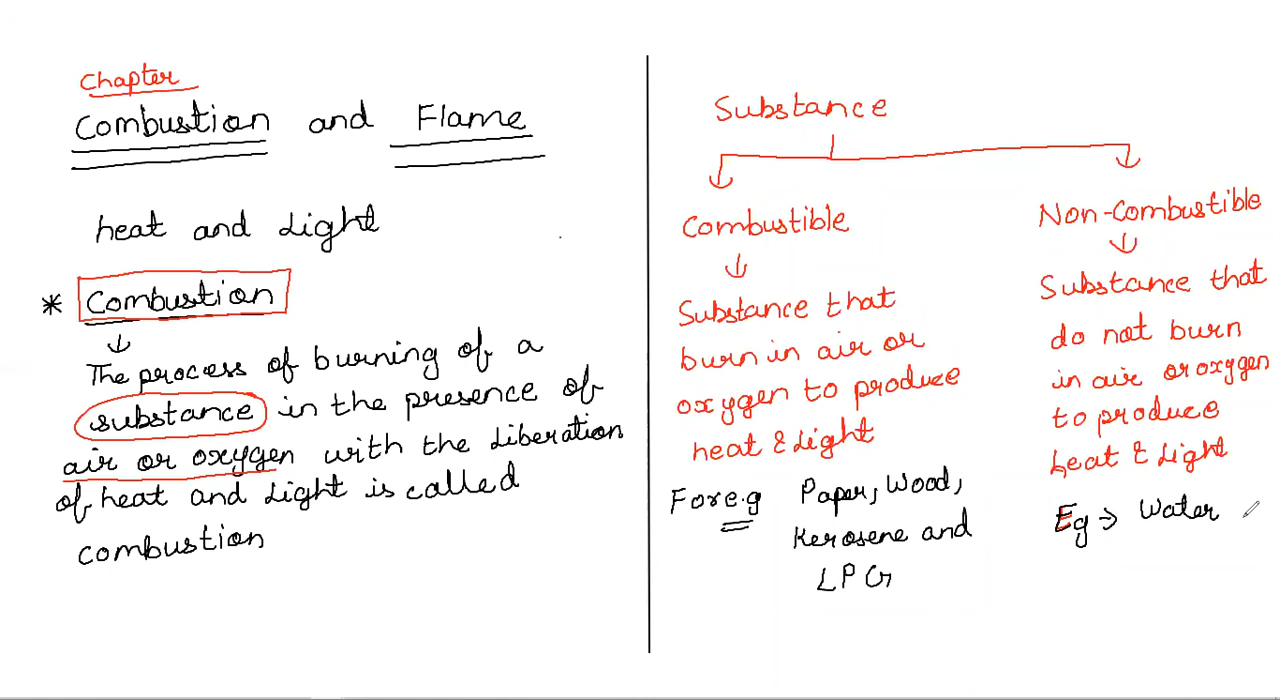 Chapter
Combustion and Flame
heat and Light
* Combustion
The process of burning of a
substance in the presence of
air or oxygen with the Liberation
of heat and Light is called
combustion
Substance
Combustible
Substance that
burn in air or
oxygen to produce
heat & Light
For e.g Paper, Wood,
Kerosene and
LPG
Non-Combustible
Substance that
do not burn
in air or oxygen
to produce
heat & Light
Eg → Water